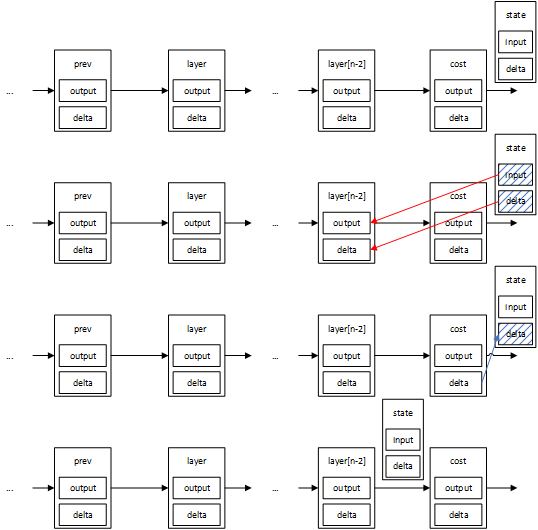 state
prev layer layer[n-2] cost input
... output output ... output output delta
delta delta delta delta
state
prev layer layer[n-2] cost input
... output output ... output output delta
delta delta delta delta
state
prev layer layer[n-2] cost input
... output output ... output output delta
delta delta delta delta
state
prev layer layer[n-2] input cost
... output output ... output delta output
delta delta delta delta